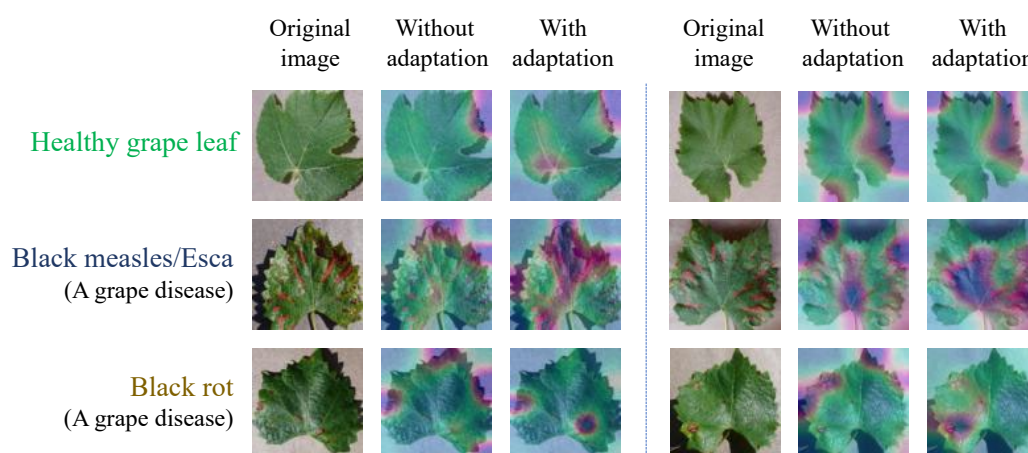 Original image
Without adaptation
With adaptation
Original image
Without adaptation
With adaptation
Healthy grape leaf
Black measles/Esca
(A grape disease)
Black rot
(A grape disease)